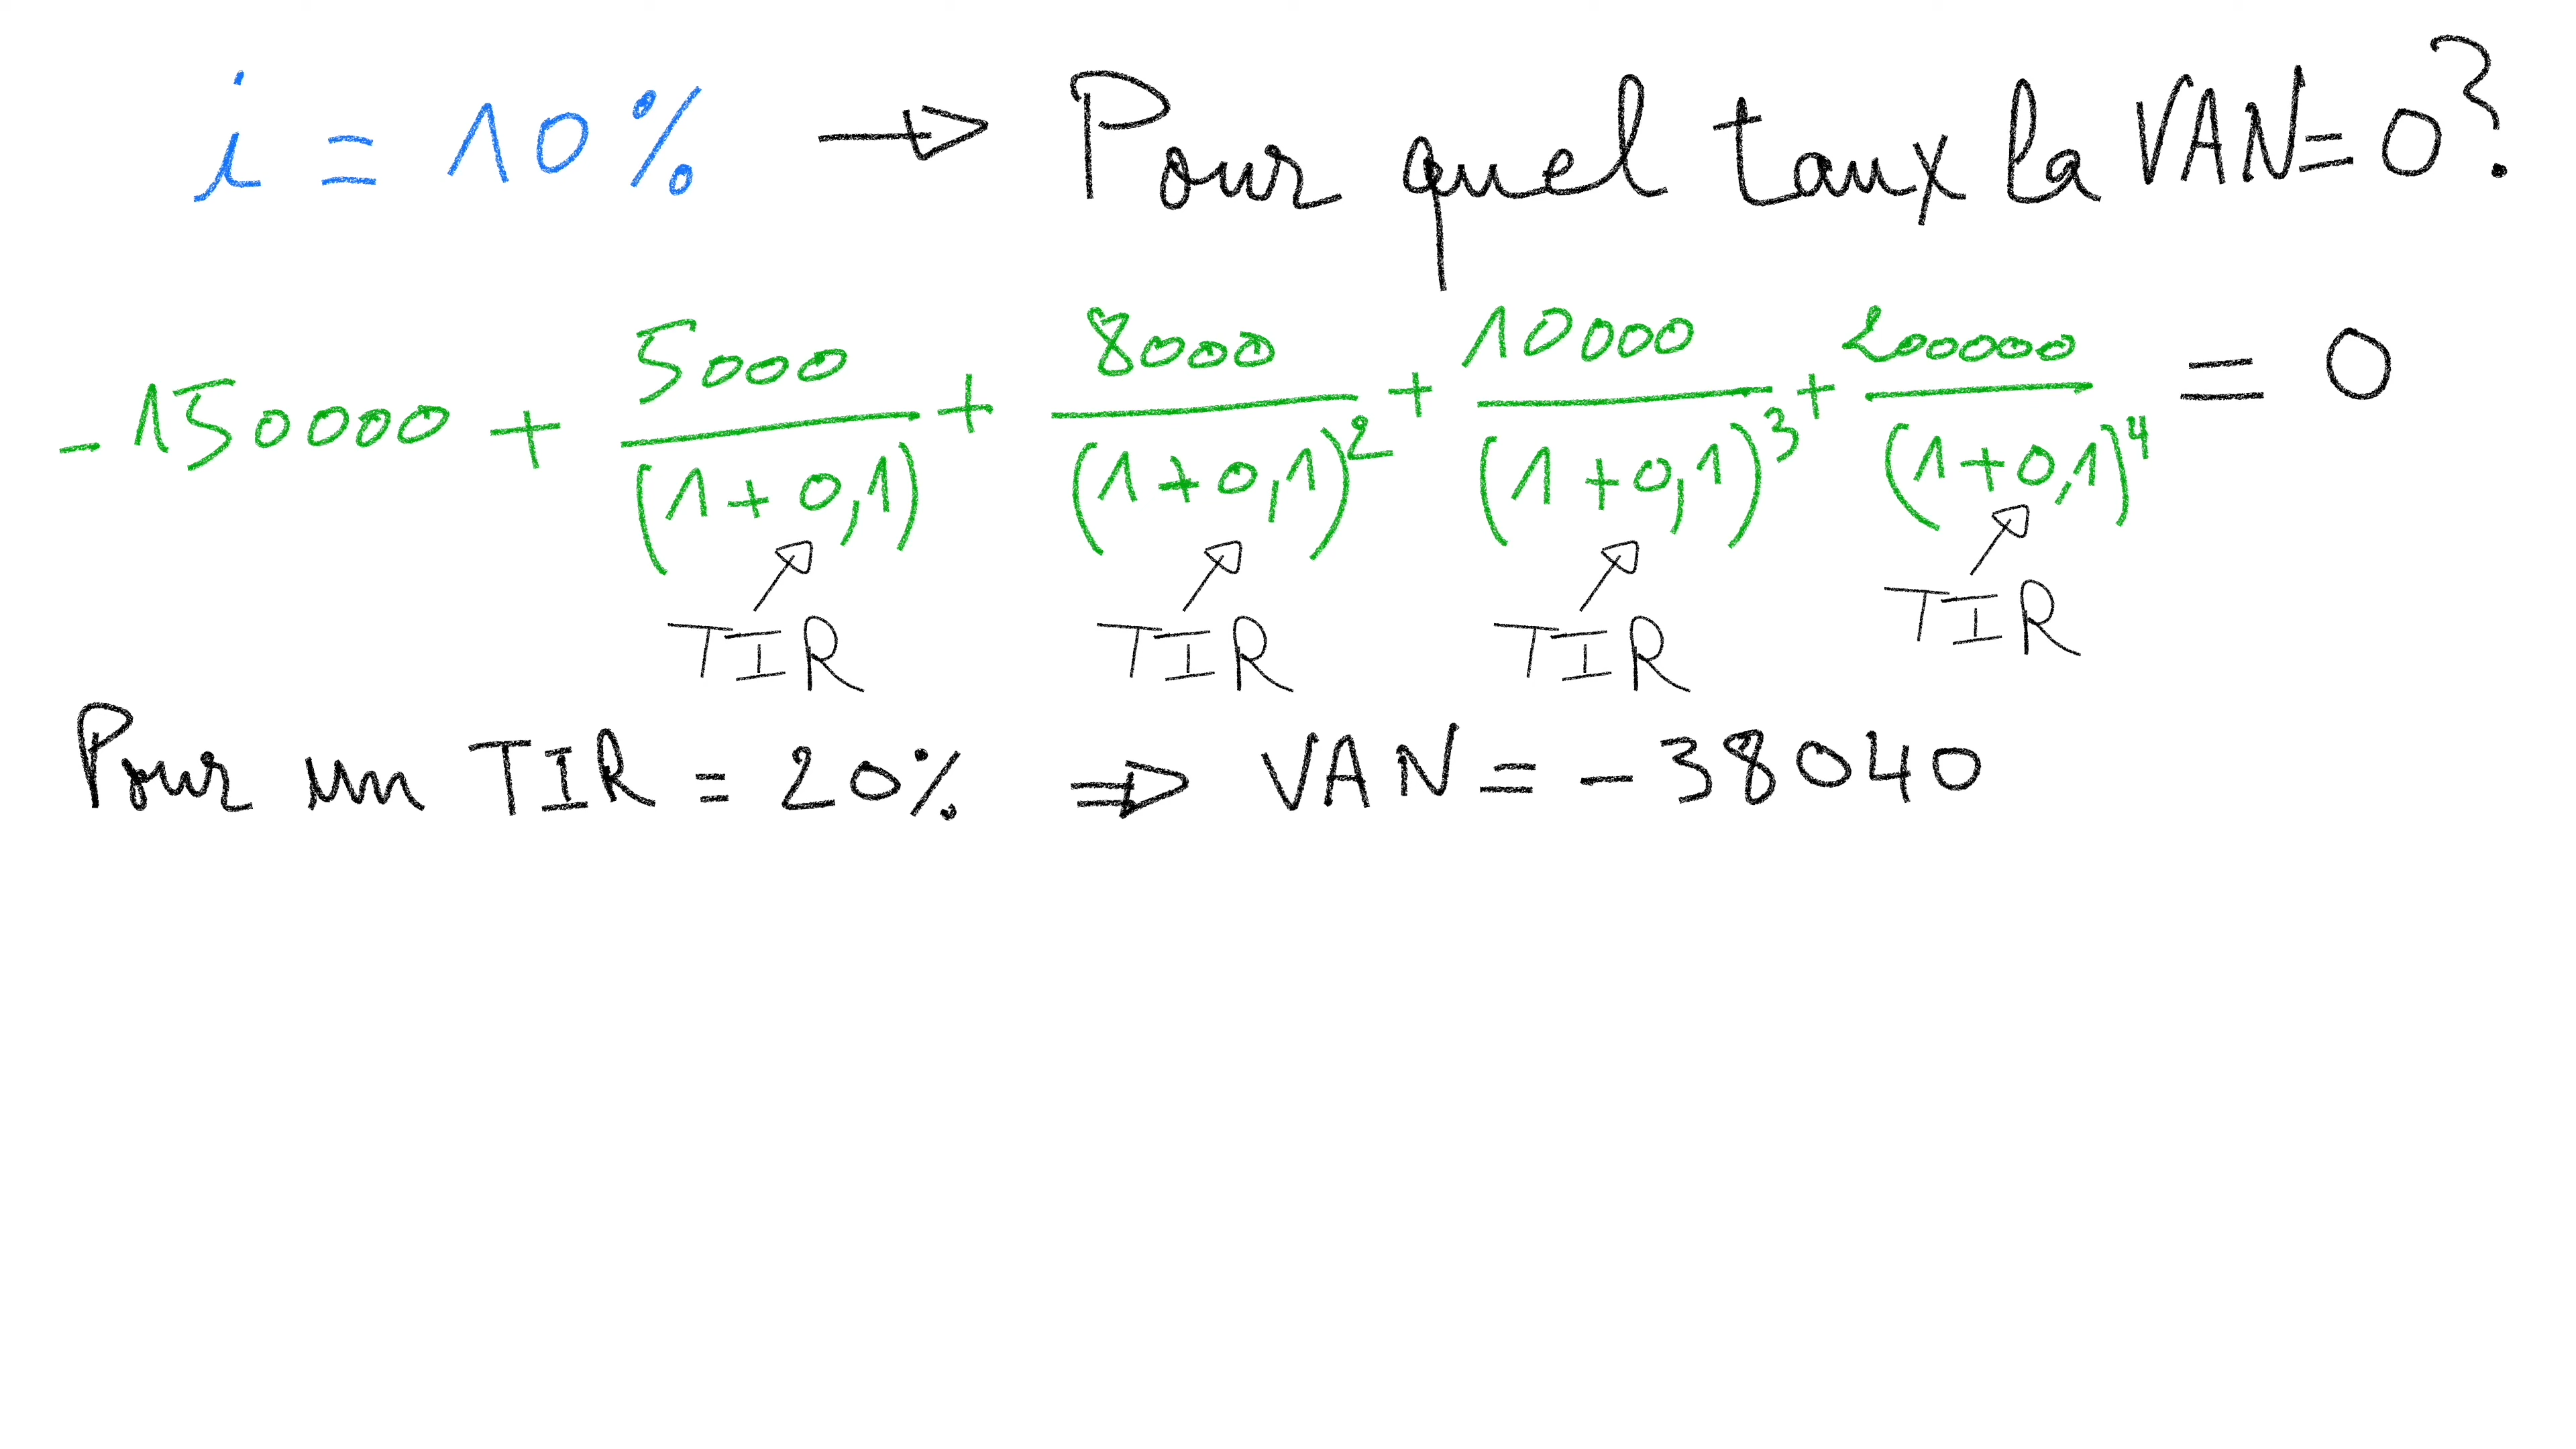 i = 10% → Pour quel taux la VAN=0?
-150000 + 5000/(1+0,1) + 8000/(1+0,1)² + 10000/(1+0,1)³ + 200000/(1+0,1)⁴ = 0
TIR TIR TIR TIR
Pour un TIR = 20% ⇒ VAN = -38040